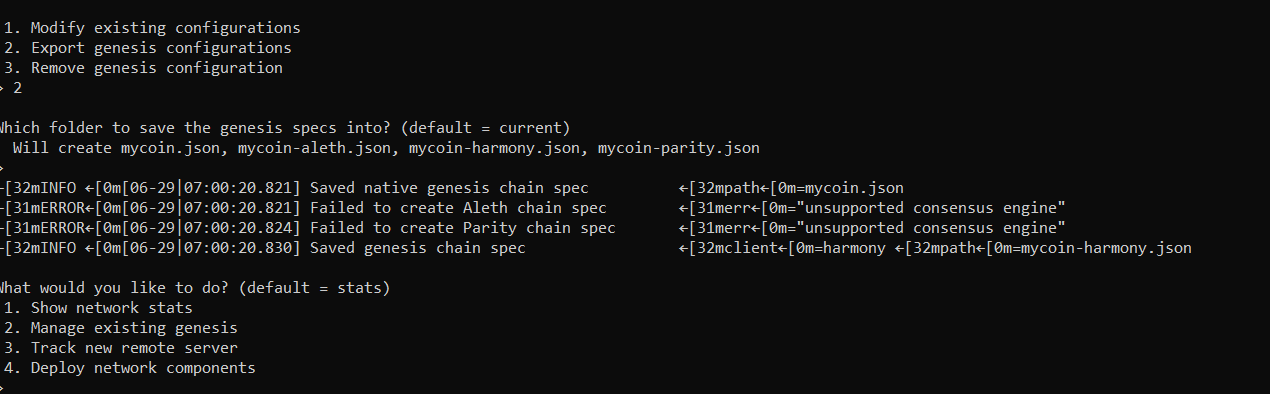 1. Modify existing configurations
2. Export genesis configurations
3. Remove genesis configuration
> 2
Which folder to save the genesis specs into? (default = current)
Will create mycoin.json, mycoin-aleth.json, mycoin-harmony.json, mycoin-parity.json
>
←[32mINFO ←[0m[06-29|07:00:20.821] Saved native genesis chain spec ←[32mpath←[0m=mycoin.json
←[31mERROR←[0m[06-29|07:00:20.821] Failed to create Aleth chain spec ←[31merr←[0m="unsupported consensus engine"
←[31mERROR←[0m[06-29|07:00:20.824] Failed to create Parity chain spec ←[31merr←[0m="unsupported consensus engine"
←[32mINFO ←[0m[06-29|07:00:20.830] Saved genesis chain spec ←[32mclient←[0m=harmony ←[32mpath←[0m=mycoin-harmony.json
What would you like to do? (default = stats)
1. Show network stats
2. Manage existing genesis
3. Track new remote server
4. Deploy network components
>